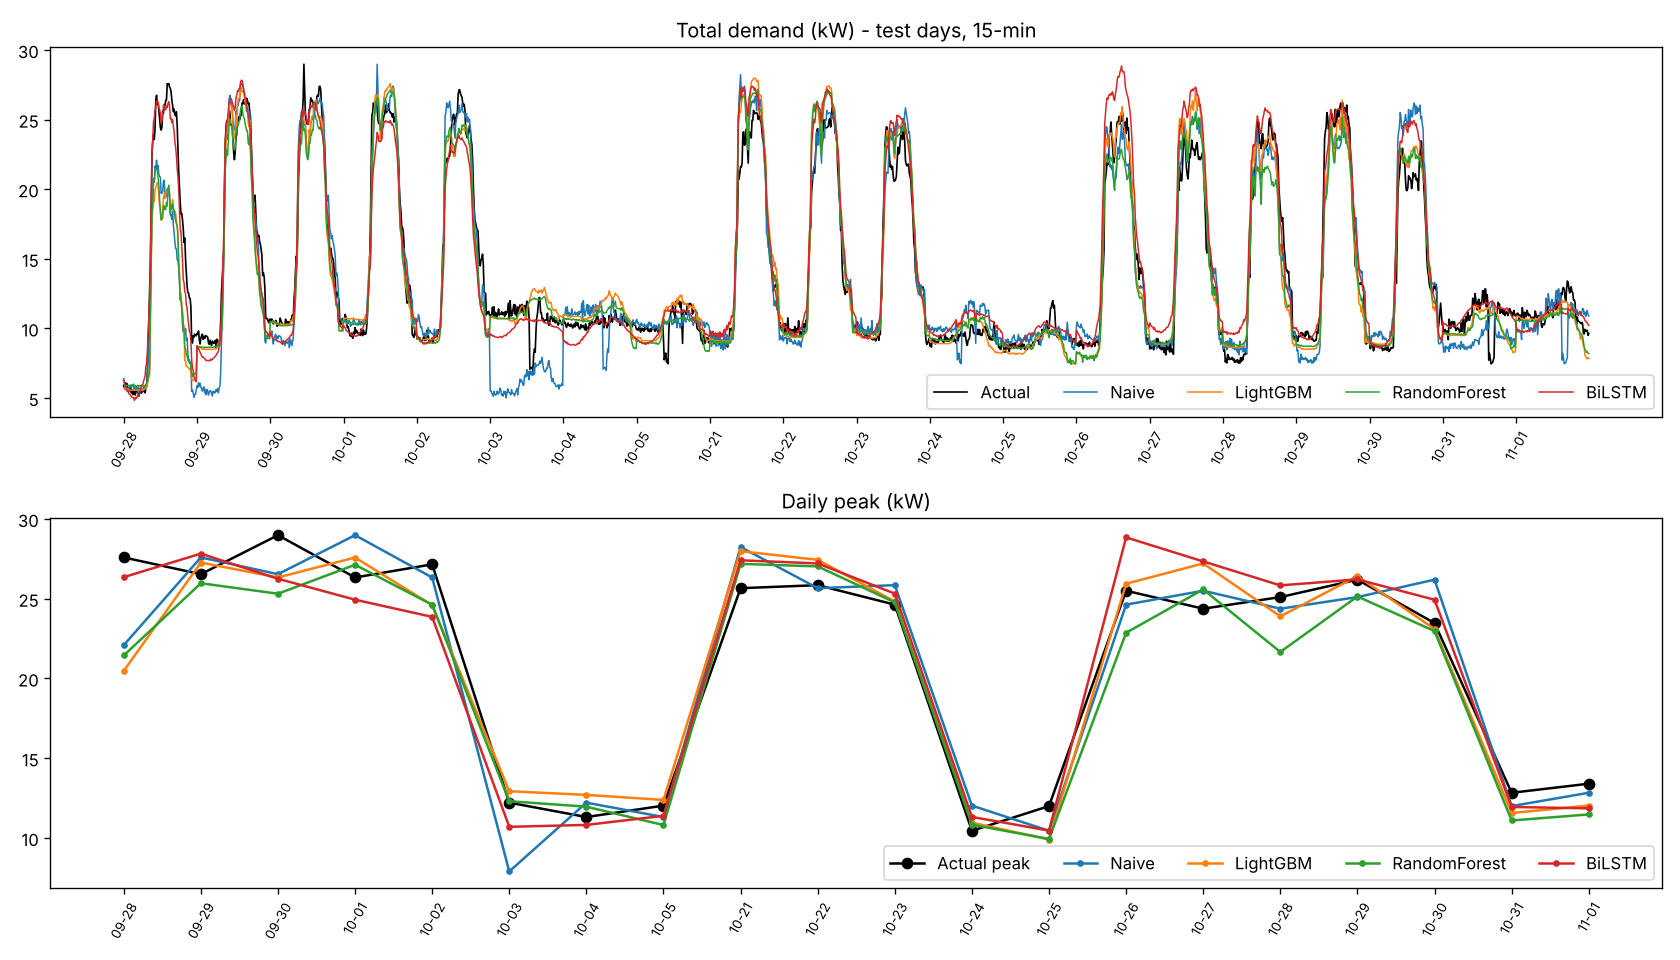 Total demand (kW) - test days, 15-min
30
25
20
15
10
5
Actual Naive LightGBM RandomForest BiLSTM
09-28 09-29 09-30 10-01 10-02 10-03 10-04 10-05 10-21 10-22 10-23 10-24 10-25 10-26 10-27 10-28 10-29 10-30 10-31 11-01
Daily peak (kW)
30
25
20
15
10
Actual peak Naive LightGBM RandomForest BiLSTM
09-28 09-29 09-30 10-01 10-02 10-03 10-04 10-05 10-21 10-22 10-23 10-24 10-25 10-26 10-27 10-28 10-29 10-30 10-31 11-01